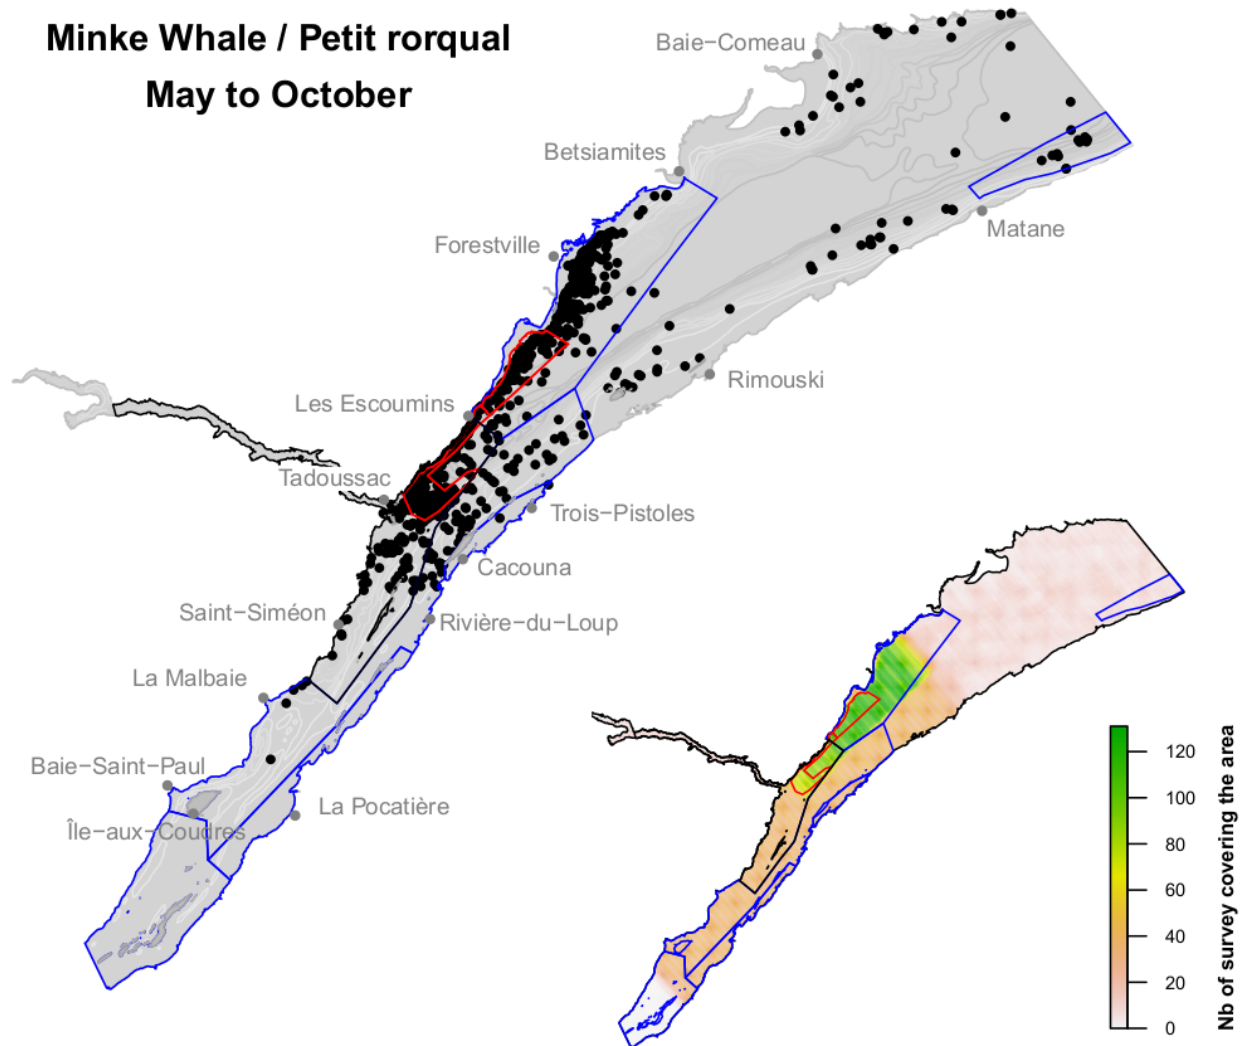 Minke Whale / Petit rorqual
May to October
Baie−Comeau
Betsiamites
Forestville
Matane
Rimouski
Les Escoumins
Tadoussac
Trois−Pistoles
Cacouna
Saint−Siméon
Rivière−du−Loup
La Malbaie
Baie−Saint−Paul
La Pocatière
Île−aux−Coudres
120
100
80
60
40
20
0
Nb of survey covering the area